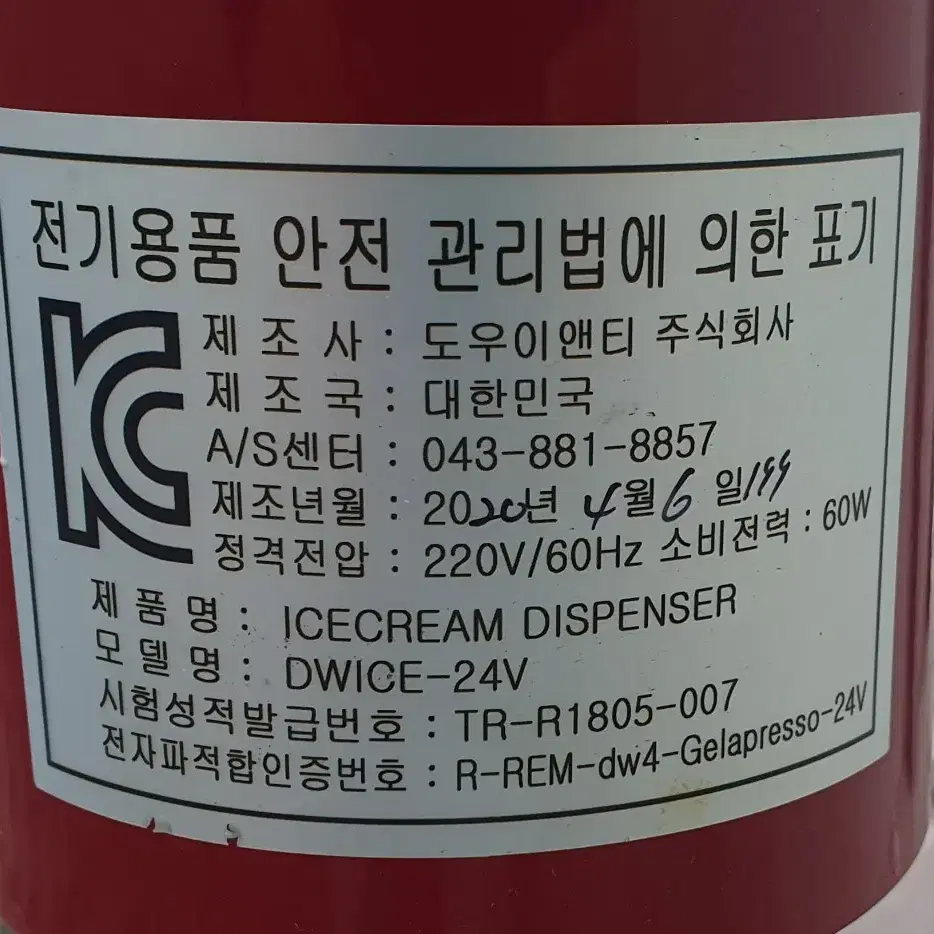 전기용품 안전 관리법에 의한 표기
제 조 사 : 도우이앤티 주식회사
제 조 국 : 대한민국
A/S센터 : 043-881-8857
제조년월 : 2020년 4월 6일
정격전압 : 220V/60Hz 소비전력 : 60W
제 품 명 : ICECREAM DISPENSER
모 델 명 : DWICE-24V
시험성적발급번호 : TR-R1805-007
전자파적합인증번호 : R-REM-dw4-Gelapresso-24V